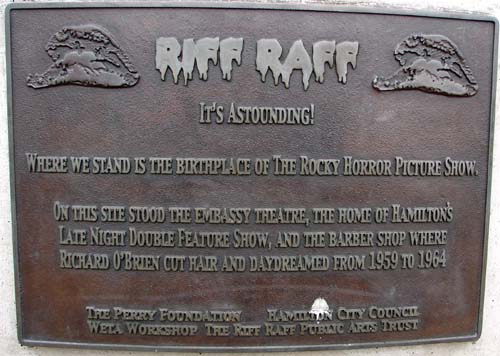 RIFF RAFF
IT'S ASTOUNDING!
WHERE WE STAND IS THE BIRTHPLACE OF THE ROCKY HORROR PICTURE SHOW.
ON THIS SITE STOOD THE EMBASSY THEATRE, THE HOME OF HAMILTON'S
LATE NIGHT DOUBLE FEATURE SHOW, AND THE BARBER SHOP WHERE
RICHARD O'BRIEN CUT HAIR AND DAYDREAMED FROM 1959 TO 1964
THE PERRY FOUNDATION HAMILTON CITY COUNCIL
WETA WORKSHOP THE RIFF RAFF PUBLIC ARTS TRUST